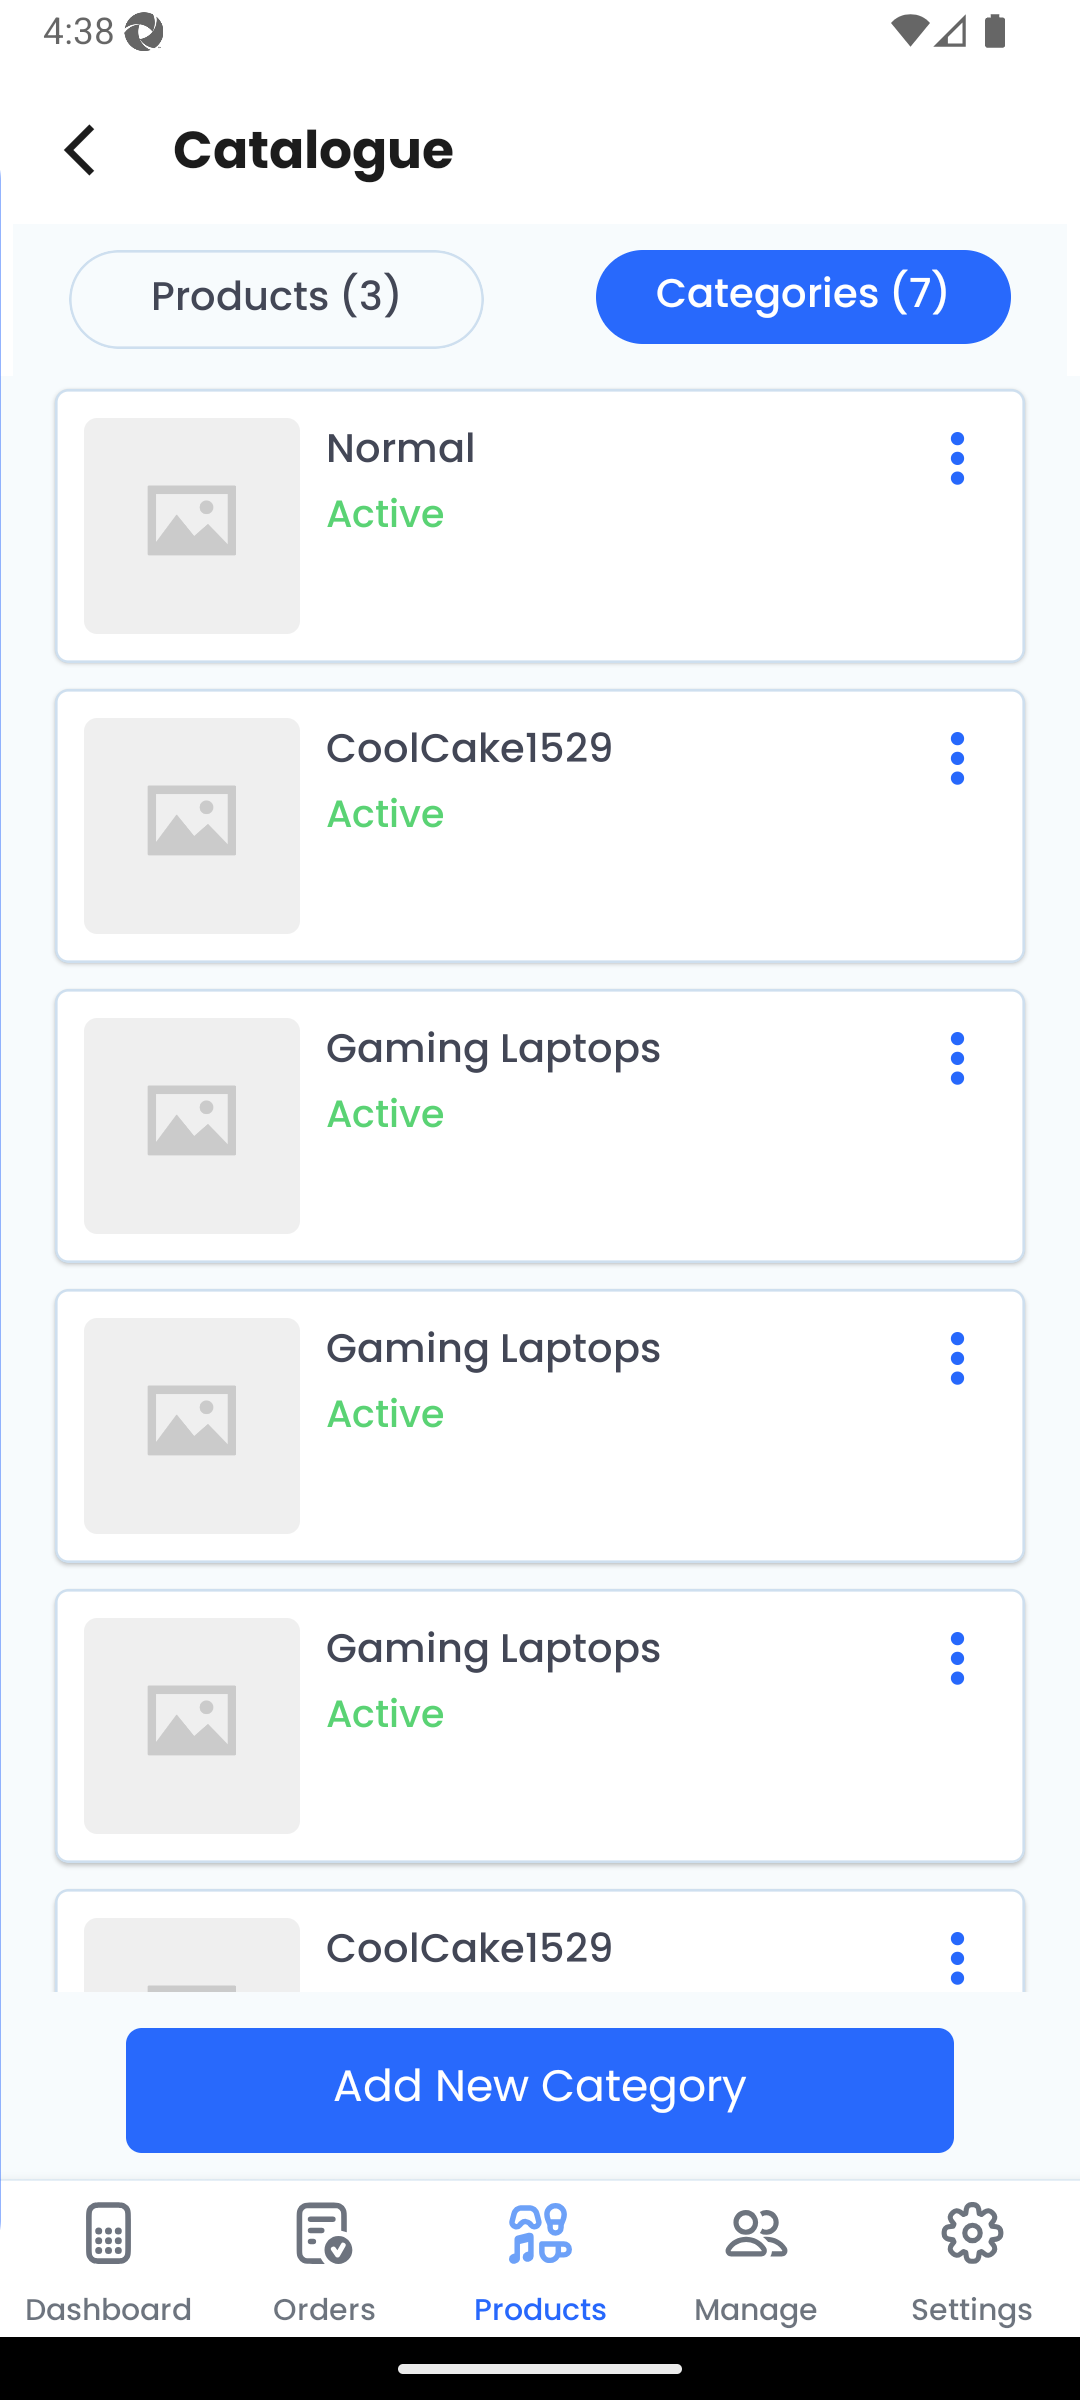 4:38
Catalogue
Products (3)
Categories (7)
Normal
Active
CoolCake1529
Active
Gaming Laptops
Active
Gaming Laptops
Active
Gaming Laptops
Active
CoolCake1529
Add New Category
Dashboard
Orders
Products
Manage
Settings